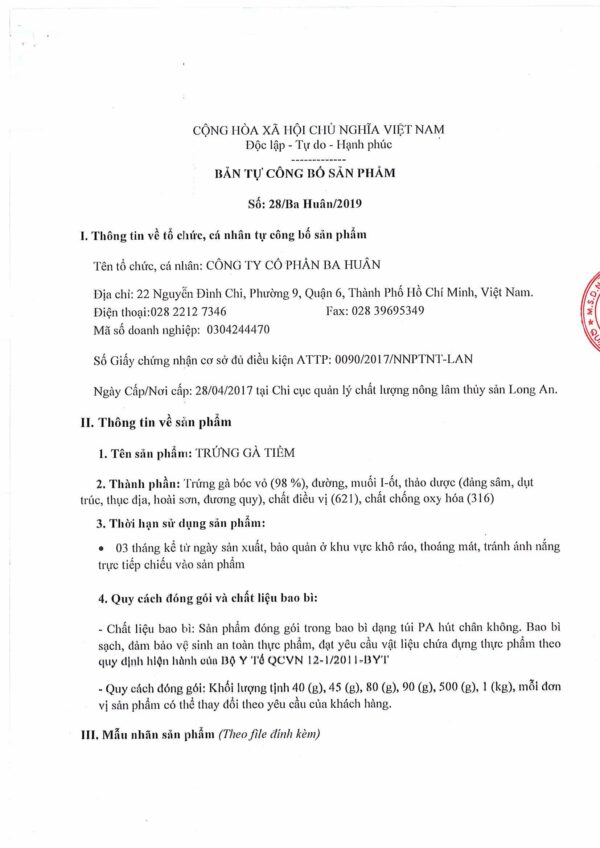 CỘNG HÒA XÃ HỘI CHỦ NGHĨA VIỆT NAM
Độc lập - Tự do - Hạnh phúc
-------------
BẢN TỰ CÔNG BỐ SẢN PHẨM
Số: 28/Ba Huân/2019
I. Thông tin về tổ chức, cá nhân tự công bố sản phẩm
Tên tổ chức, cá nhân: CÔNG TY CỔ PHẦN BA HUÂN
Địa chỉ: 22 Nguyễn Đình Chi, Phường 9, Quận 6, Thành Phố Hồ Chí Minh, Việt Nam.
Điện thoại:028 2212 7346 Fax: 028 39695349
Mã số doanh nghiệp: 0304244470
Số Giấy chứng nhận cơ sở đủ điều kiện ATTP: 0090/2017/NNPTNT-LAN
Ngày Cấp/Nơi cấp: 28/04/2017 tại Chi cục quản lý chất lượng nông lâm thủy sản Long An.
II. Thông tin về sản phẩm
1. Tên sản phẩm: TRỨNG GÀ TIỀM
2. Thành phần: Trứng gà bóc vỏ (98 %), đường, muối I-ốt, thảo dược (đảng sâm, dụt
trúc, thục địa, hoài sơn, đương quy), chất điều vị (621), chất chống oxy hóa (316)
3. Thời hạn sử dụng sản phẩm:
• 03 tháng kể từ ngày sản xuất, bảo quản ở khu vực khô ráo, thoáng mát, tránh ánh nắng
trực tiếp chiếu vào sản phẩm
4. Quy cách đóng gói và chất liệu bao bì:
- Chất liệu bao bì: Sản phẩm đóng gói trong bao bì dạng túi PA hút chân không. Bao bì
sạch, đảm bảo vệ sinh an toàn thực phẩm, đạt yêu cầu vật liệu chứa đựng thực phẩm theo
quy định hiện hành của Bộ Y Tế QCVN 12-1/2011-BYT
- Quy cách đóng gói: Khối lượng tịnh 40 (g), 45 (g), 80 (g), 90 (g), 500 (g), 1 (kg), mỗi đơn
vị sản phẩm có thể thay đổi theo yêu cầu của khách hàng.
III. Mẫu nhãn sản phẩm (Theo file đính kèm)
★ M.S.D.N